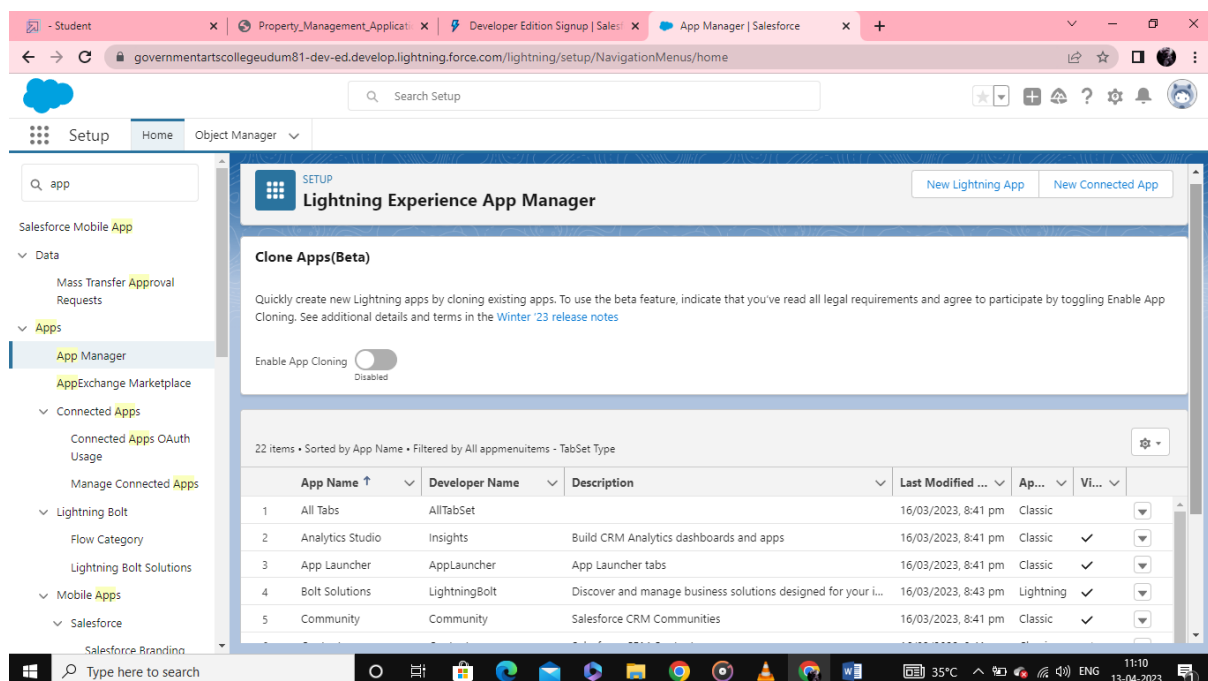 - Student
Property_Management_Applicatio
Developer Edition Signup | Salesf
App Manager | Salesforce
governmentartscollegeudum81-dev-ed.develop.lightning.force.com/lightning/setup/NavigationMenus/home
Search Setup
Setup
Home
Object Manager
app
Salesforce Mobile App
Data
Mass Transfer Approval
Requests
Apps
App Manager
AppExchange Marketplace
Connected Apps
Connected Apps OAuth
Usage
Manage Connected Apps
Lightning Bolt
Flow Category
Lightning Bolt Solutions
Mobile Apps
Salesforce
Salesforce Branding
SETUP
Lightning Experience App Manager
New Lightning App
New Connected App
Clone Apps(Beta)
Quickly create new Lightning apps by cloning existing apps. To use the beta feature, indicate that you've read all legal requirements and agree to participate by toggling Enable App
Cloning. See additional details and terms in the Winter '23 release notes
Enable App Cloning
Disabled
22 items • Sorted by App Name • Filtered by All appmenuitems - TabSet Type
App Name ↑ Developer Name Description Last Modified ... Ap... Vi...
1 All Tabs AllTabSet 16/03/2023, 8:41 pm Classic
2 Analytics Studio Insights Build CRM Analytics dashboards and apps 16/03/2023, 8:41 pm Classic
3 App Launcher AppLauncher App Launcher tabs 16/03/2023, 8:41 pm Classic
4 Bolt Solutions LightningBolt Discover and manage business solutions designed for your i... 16/03/2023, 8:43 pm Lightning
5 Community Community Salesforce CRM Communities 16/03/2023, 8:41 pm Classic
Type here to search
35°C
ENG
11:10
13-04-2023